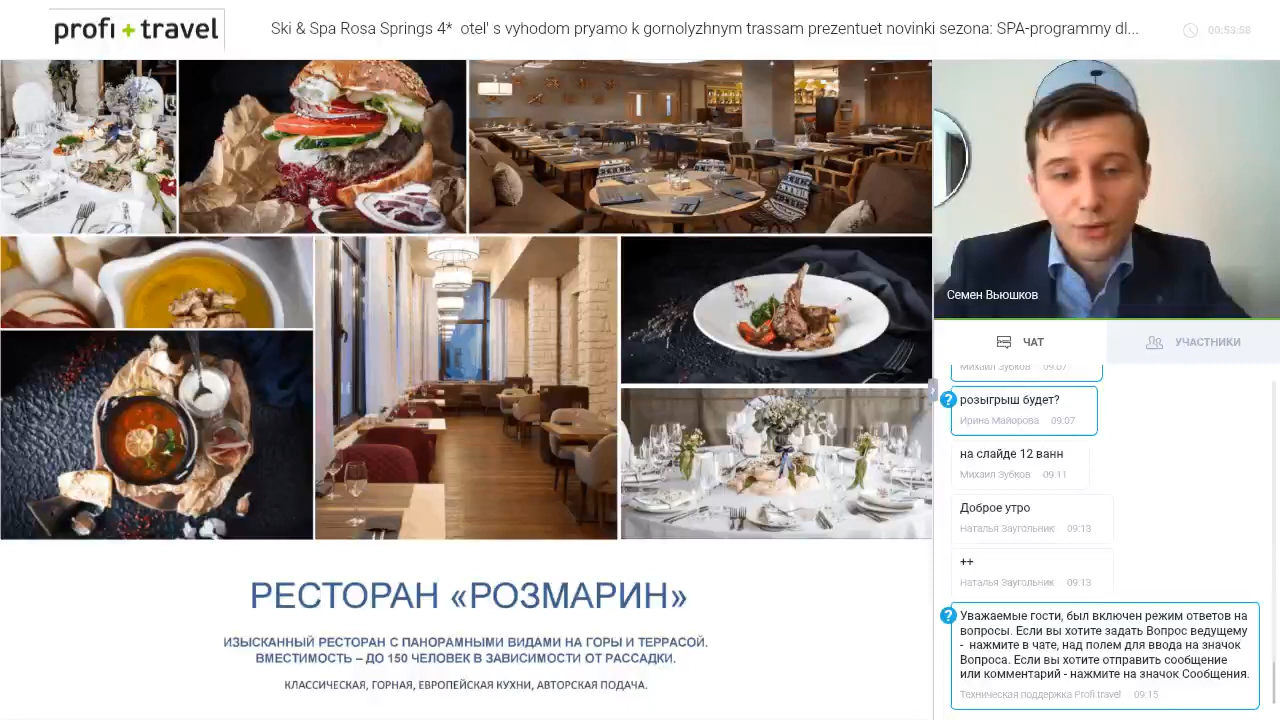 profi + travel
Ski & Spa Rosa Springs 4* otel' s vyhodom pryamo k gornolyzhnym trassam prezentuet novinki sezona: SPA-programmy dl...
00:53:58
РЕСТОРАН «РОЗМАРИН»
ИЗЫСКАННЫЙ РЕСТОРАН С ПАНОРАМНЫМИ ВИДАМИ НА ГОРЫ И ТЕРРАСОЙ.
ВМЕСТИМОСТЬ – ДО 150 ЧЕЛОВЕК В ЗАВИСИМОСТИ ОТ РАССАДКИ.
КЛАССИЧЕСКАЯ, ГОРНАЯ, ЕВРОПЕЙСКАЯ КУХНИ, АВТОРСКАЯ ПОДАЧА.
Семен Вьюшков
ЧАТ
УЧАСТНИКИ
Михаил Зубков 09:07
розыгрыш будет?
Ирина Майорова 09:07
на слайде 12 ванн
Михаил Зубков 09:11
Доброе утро
Наталья Заугольник 09:13
++
Наталья Заугольник 09:13
Уважаемые гости, был включен режим ответов на
вопросы. Если вы хотите задать Вопрос ведущему
- нажмите в чате, над полем для ввода на значок
Вопроса. Если вы хотите отправить сообщение
или комментарий - нажмите на значок Сообщения.
Техническая поддержка Profi travel 09:15